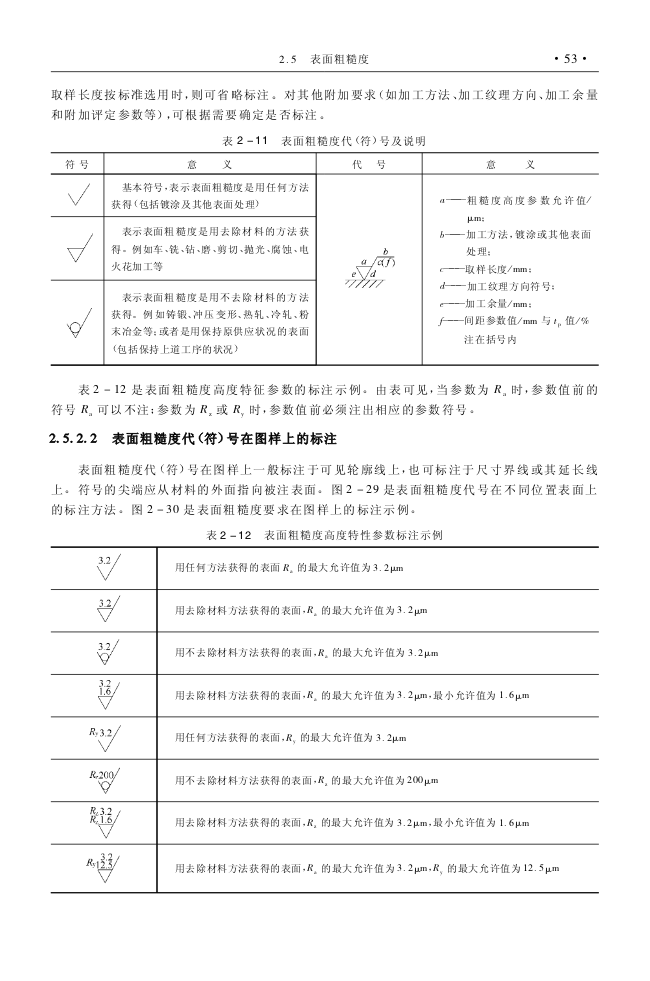 2.5 表面粗糙度 ·53·
取样长度按标准选用时,则可省略标注。对其他附加要求(如加工方法、加工纹理方向、加工余量
和附加评定参数等),可根据需要确定是否标注。
表2-11 表面粗糙度代(符)号及说明
符号 意义 代号 意义
基本符号,表示表面粗糙度是用任何方法
获得(包括镀涂及其他表面处理)
表示表面粗糙度是用去除材料的方法获
得。例如车、铣、钻、磨、剪切、抛光、腐蚀、电
火花加工等
表示表面粗糙度是用不去除材料的方法
获得。例如铸锻、冲压变形、热轧、冷轧、粉
末冶金等;或者是用保持原供应状况的表面
(包括保持上道工序的状况)
b
a c(f)
e d
a——粗糙度高度参数允许值/
μm;
b——加工方法,镀涂或其他表面
处理;
c——取样长度/mm;
d——加工纹理方向符号;
e——加工余量/mm;
f——间距参数值/mm 与 tp 值/%
注在括号内
表2-12 是表面粗糙度高度特征参数的标注示例。由表可见,当参数为 Ra 时,参数值前的
符号 Ra 可以不注;参数为 Rz 或 Ry 时,参数值前必须注出相应的参数符号。
2.5.2.2 表面粗糙度代(符)号在图样上的标注
表面粗糙度代(符)号在图样上一般标注于可见轮廓线上,也可标注于尺寸界线或其延长线
上。符号的尖端应从材料的外面指向被注表面。图2-29 是表面粗糙度代号在不同位置表面上
的标注方法。图2-30 是表面粗糙度要求在图样上的标注示例。
表2-12 表面粗糙度高度特性参数标注示例
3.2 用任何方法获得的表面 Ra 的最大允许值为3.2μm
3.2 用去除材料方法获得的表面,Ra 的最大允许值为3.2μm
3.2 用不去除材料方法获得的表面,Ra 的最大允许值为3.2μm
3.2
1.6 用去除材料方法获得的表面,Ra 的最大允许值为3.2μm,最小允许值为1.6μm
Ry3.2 用任何方法获得的表面,Ry 的最大允许值为3.2μm
Rz200 用不去除材料方法获得的表面,Rz 的最大允许值为200μm
Rz3.2
Rz1.6 用去除材料方法获得的表面,Rz 的最大允许值为3.2μm,最小允许值为1.6μm
3.2
Ry12.5 用去除材料方法获得的表面,Ra 的最大允许值为3.2μm,Ry 的最大允许值为12.5μm